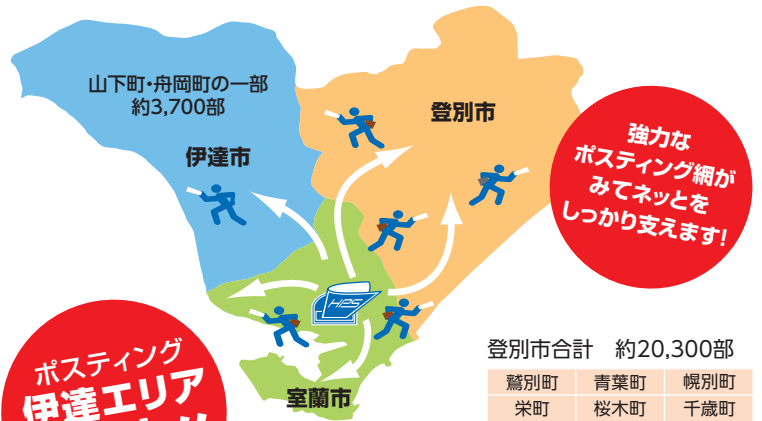 山下町・舟岡町の一部
約3,700部
伊達市
登別市
強力な
ポスティング網が
みてネッとを
しっかり支えます!
HPS
ポスティング
伊達エリア
室蘭市
登別市合計 約20,300部
鷲別町 青葉町 幌別町
栄町 桜木町 千歳町